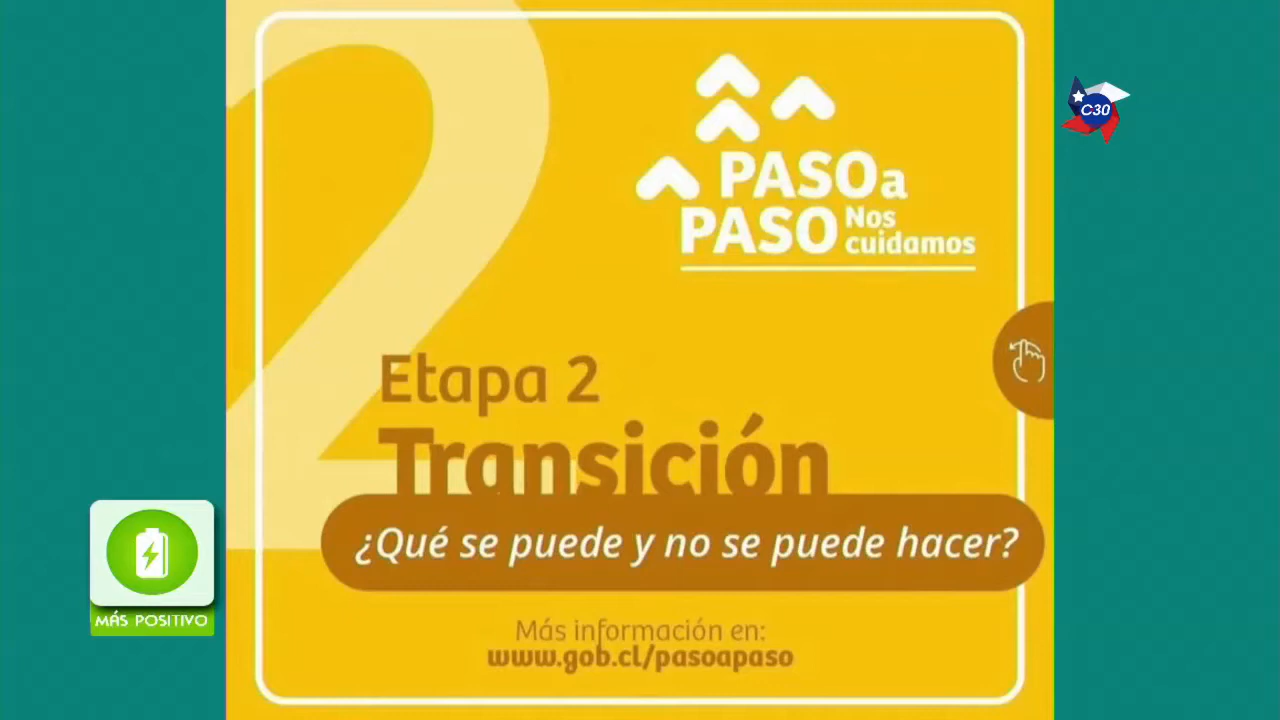 2
C30
PASO a
PASO Nos
cuidamos
Etapa 2
Transición
¿Qué se puede y no se puede hacer?
MÁS POSITIVO
Más información en:
www.gob.cl/pasoapaso